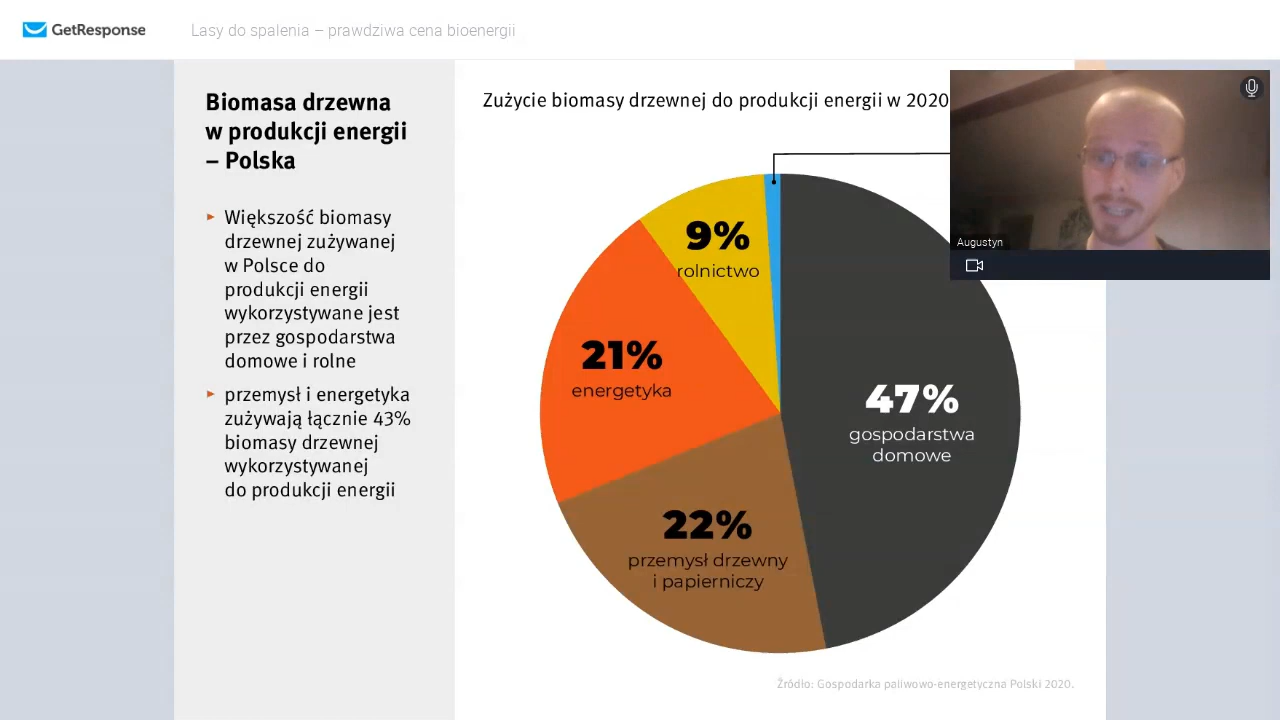 GetResponse
Lasy do spalenia – prawdziwa cena bioenergii
Biomasa drzewna
w produkcji energii
– Polska
Większość biomasy
drzewnej zużywanej
w Polsce do
produkcji energii
wykorzystywane jest
przez gospodarstwa
domowe i rolne
przemysł i energetyka
zużywają łącznie 43%
biomasy drzewnej
wykorzystywanej
do produkcji energii
Zużycie biomasy drzewnej do produkcji energii w 2020
9%
rolnictwo
21%
energetyka
47%
gospodarstwa
domowe
22%
przemysł drzewny
i papierniczy
Augustyn
Źródło: Gospodarka paliwowo-energetyczna Polski 2020.